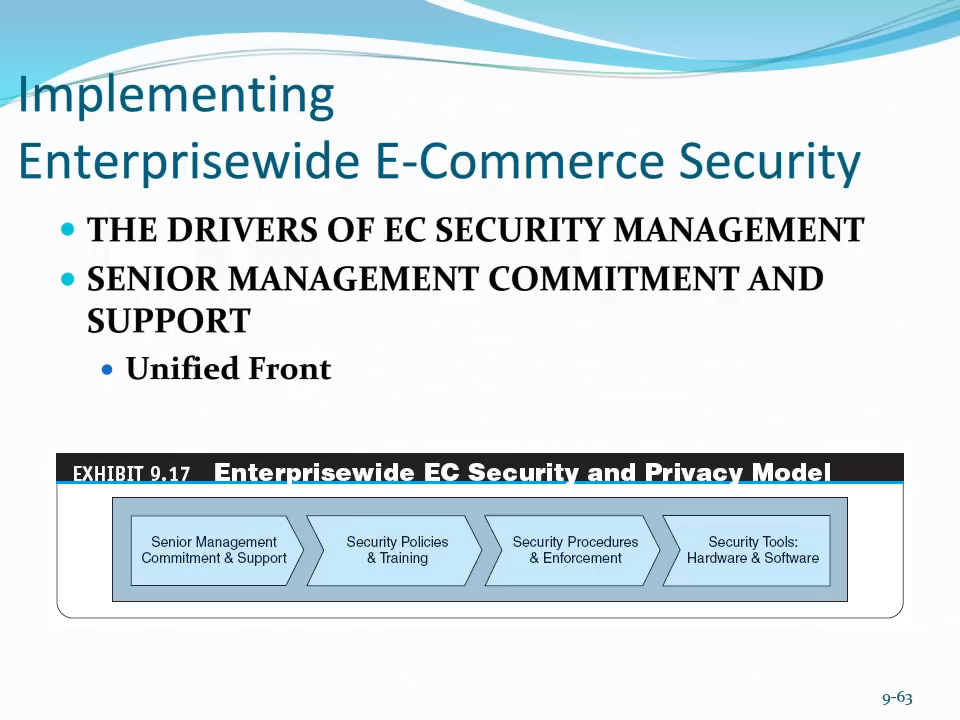 Implementing
Enterprisewide E-Commerce Security
THE DRIVERS OF EC SECURITY MANAGEMENT
SENIOR MANAGEMENT COMMITMENT AND
SUPPORT
Unified Front
EXHIBIT 9.17 Enterprisewide EC Security and Privacy Model
Senior Management
Commitment & Support
Security Policies
& Training
Security Procedures
& Enforcement
Security Tools:
Hardware & Software
9-63